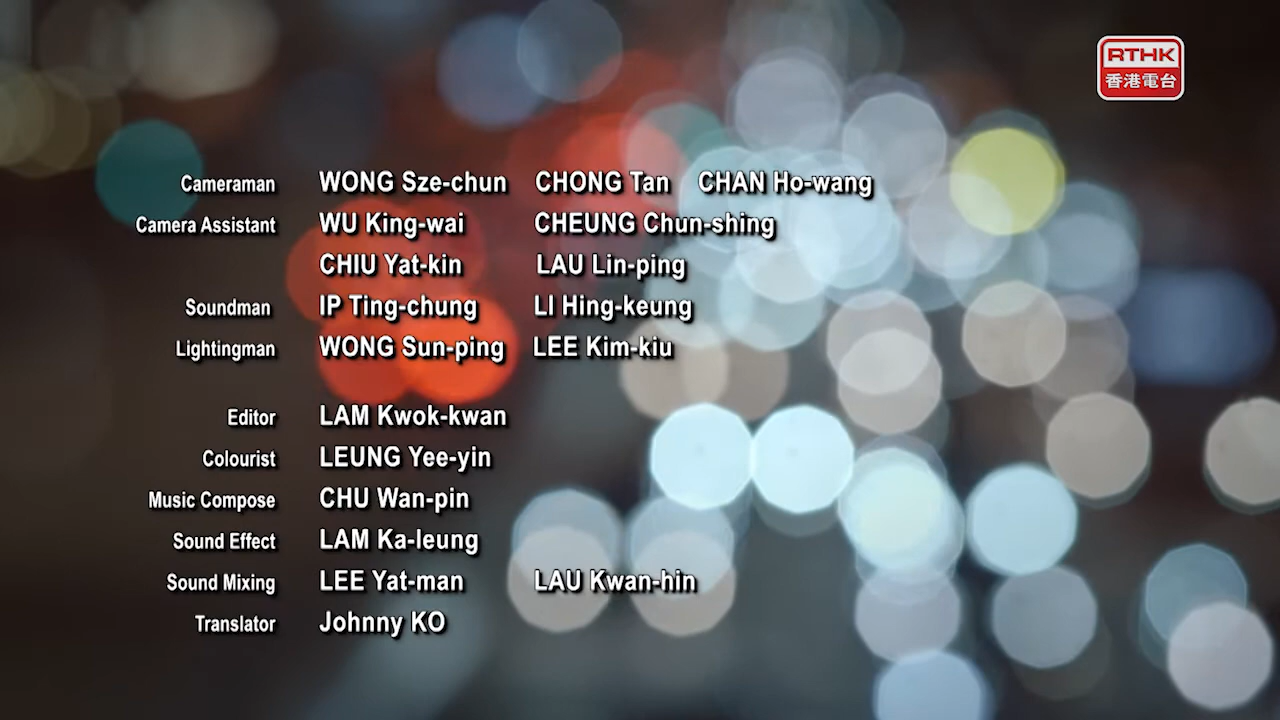 RTHK
香港電台
Cameraman WONG Sze-chun CHONG Tan CHAN Ho-wang
Camera Assistant WU King-wai CHEUNG Chun-shing
CHIU Yat-kin LAU Lin-ping
Soundman IP Ting-chung LI Hing-keung
Lightingman WONG Sun-ping LEE Kim-kiu
Editor LAM Kwok-kwan
Colourist LEUNG Yee-yin
Music Compose CHU Wan-pin
Sound Effect LAM Ka-leung
Sound Mixing LEE Yat-man LAU Kwan-hin
Translator Johnny KO